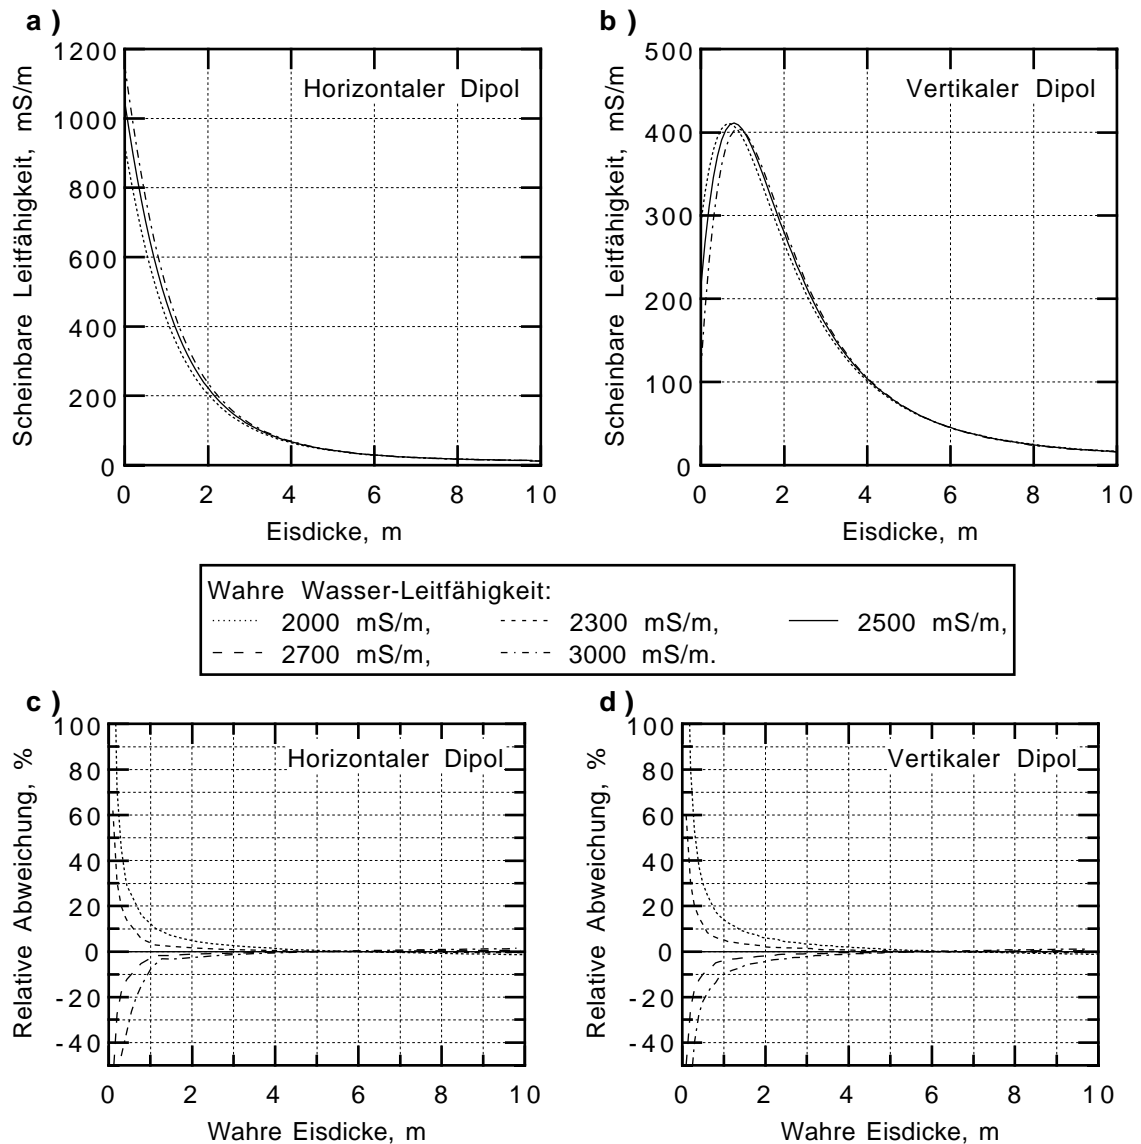 a )
Horizontaler Dipol
Scheinbare Leitfähigkeit, mS/m
1200
1000
800
600
400
200
0
0 2 4 6 8 10
Eisdicke, m
b )
Vertikaler Dipol
Scheinbare Leitfähigkeit, mS/m
500
400
300
200
100
0
0 2 4 6 8 10
Eisdicke, m
Wahre Wasser-Leitfähigkeit:
2000 mS/m, 2300 mS/m, 2500 mS/m,
2700 mS/m, 3000 mS/m.
c )
Horizontaler Dipol
Relative Abweichung, %
100
80
60
40
20
0
-20
-40
0 2 4 6 8 10
Wahre Eisdicke, m
d )
Vertikaler Dipol
Relative Abweichung, %
100
80
60
40
20
0
-20
-40
0 2 4 6 8 10
Wahre Eisdicke, m